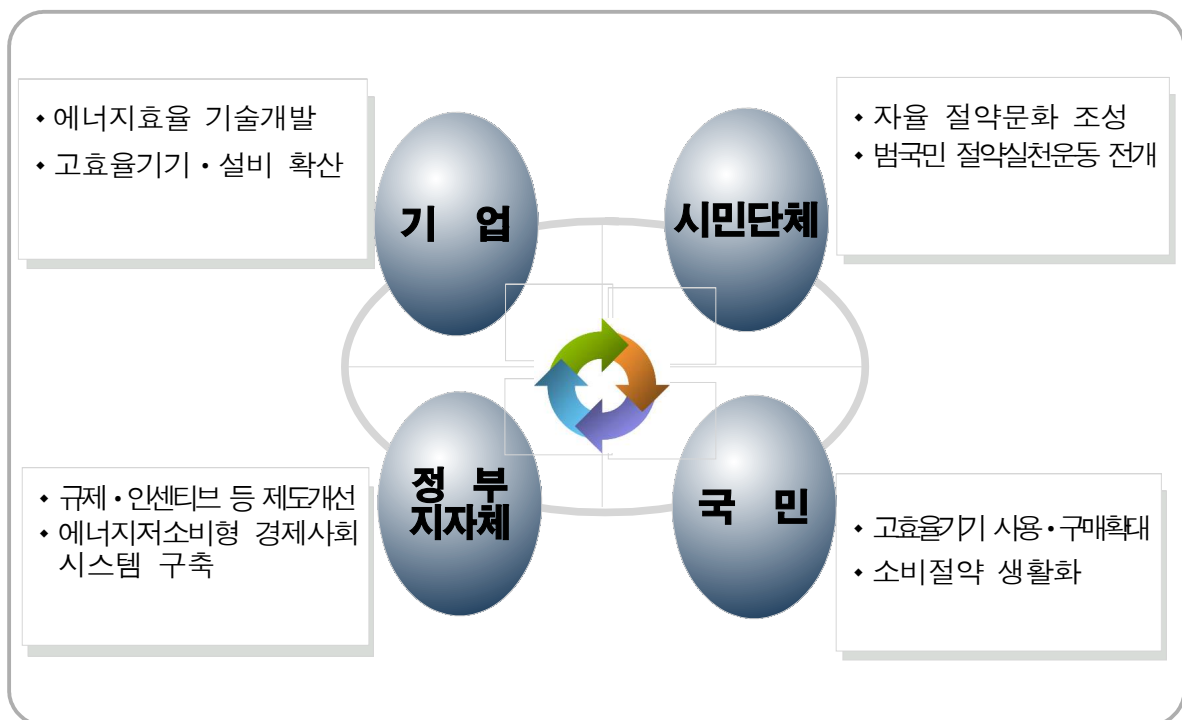 ◆ 에너지효율 기술개발
◆ 고효율기기・설비 확산
기 업
◆ 자율 절약문화 조성
◆ 범국민 절약실천운동 전개
시민단체
◆ 규제・인센티브 등 제도개선
◆ 에너지저소비형 경제사회
시스템 구축
정 부
지자체
국 민
◆ 고효율기기 사용・구매확대
◆ 소비절약 생활화